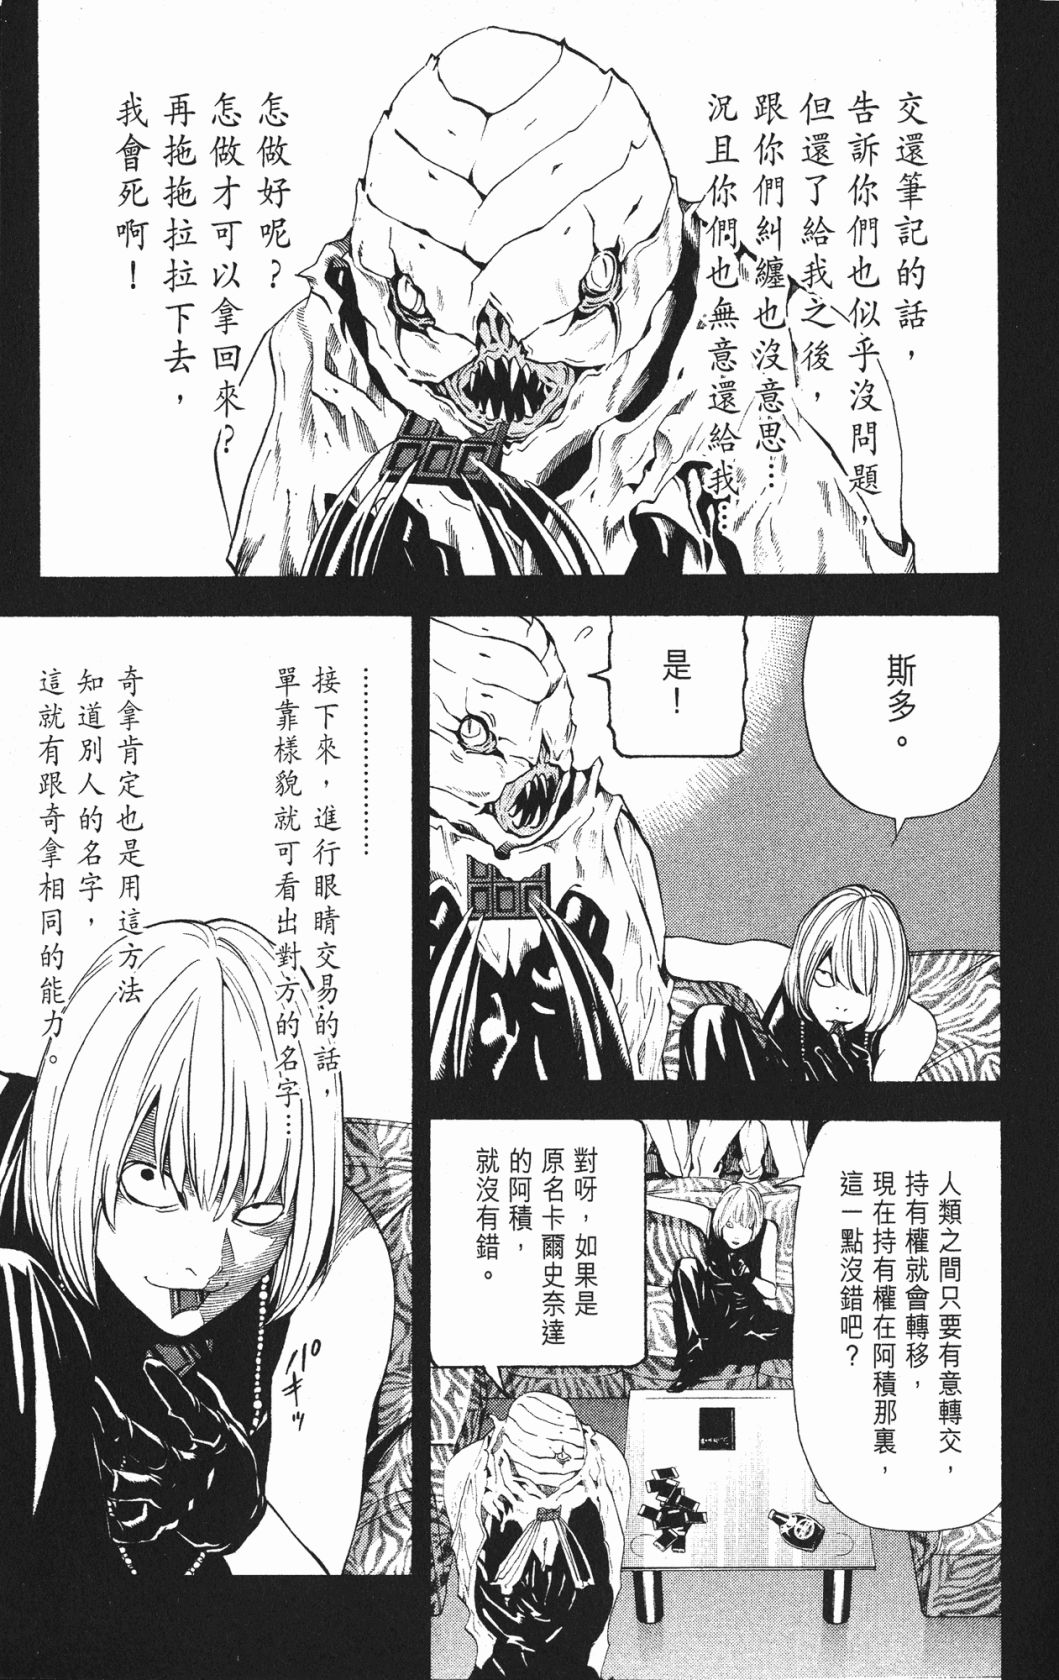 交還筆記的話，
告訴你們也似乎沒問題，
但還了給我之後，
跟你們糾纏也沒意思…
況且你們也無意還給我…
怎做好呢？
怎做才可以拿回來？
再拖拖拉拉下去，
我會死啊！
斯多。
是！
人類之間只要有意轉交，
持有權就會轉移，
現在持有權在阿積那裏，
這一點沒錯吧？
對呀，如果是
原名卡爾史奈達
的阿積，
就沒有錯。
………………
接下來，進行眼睛交易的話，
單靠樣貌就可看出對方的名字…
奇拿肯定也是用這方法
知道別人的名字，
這就有跟奇拿相同的能力。
パキッ